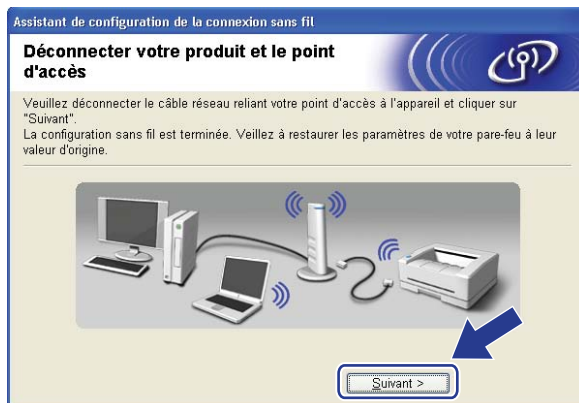 Assistant de configuration de la connexion sans fil
Déconnecter votre produit et le point
d'accès
Veuillez déconnecter le câble réseau reliant votre point d'accès à l'appareil et cliquer sur
"Suivant".
La configuration sans fil est terminée. Veillez à restaurer les paramètres de votre pare-feu à leur
valeur d'origine.
Suivant >